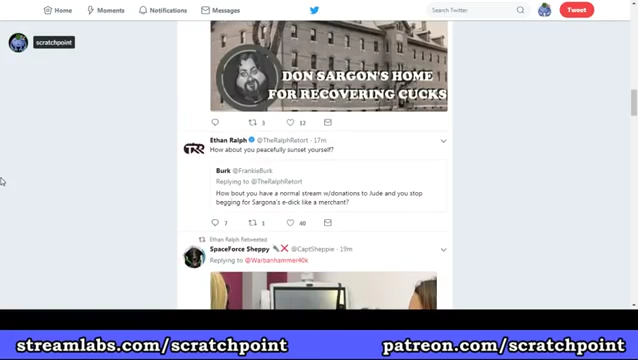 Home Moments Notifications Messages Search Twitter Tweet
scratchpoint
DON SARGON'S HOME
FOR RECOVERING CUCKS
3 12
Ethan Ralph @TheRalphRetort · 17m
How about you peacefully sunset yourself?
Burk @FrankieBurk
Replying to @TheRalphRetort
How bout you have a normal stream w/donations to Jude and you stop
begging for Sargona's e-dick like a merchant?
7 1 40
Ethan Ralph Retweeted
SpaceForce Sheppy @CaptSheppie · 19m
Replying to @Warbanhammer40k
streamlabs.com/scratchpoint patreon.com/scratchpoint